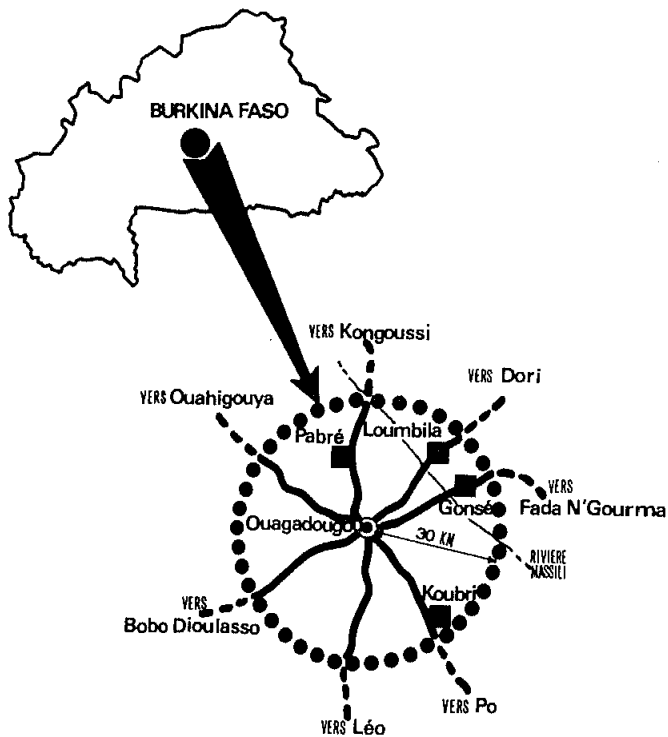 BURKINA FASO
VERS Kongoussi
VERS Dori
VERS Ouahigouya
Pabré
Loumbila
VERS
Fada N'Gourma
Gonsé
Ouagadougou
30 KM
RIVIERE
MASSILI
Koubri
VERS
Bobo Dioulasso
VERS Po
VERS Léo